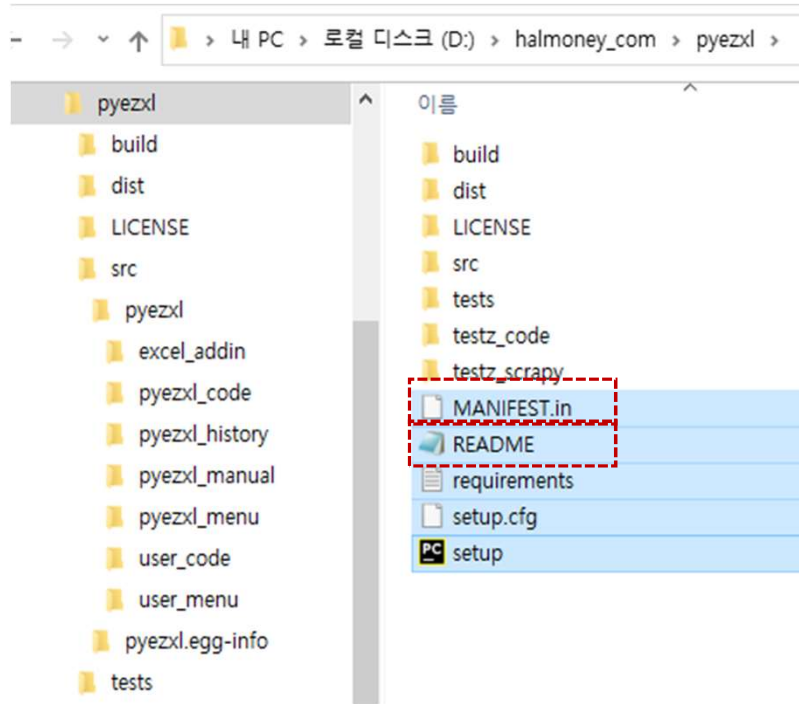 내 PC > 로컬 디스크 (D:) > halmoney_com > pyezxl >
pyezxl
build
dist
LICENSE
src
pyezxl
excel_addin
pyezxl_code
pyezxl_history
pyezxl_manual
pyezxl_menu
user_code
user_menu
pyezxl.egg-info
tests
이름
build
dist
LICENSE
src
tests
testz_code
testz_scrapy
MANIFEST.in
README
requirements
setup.cfg
PC setup